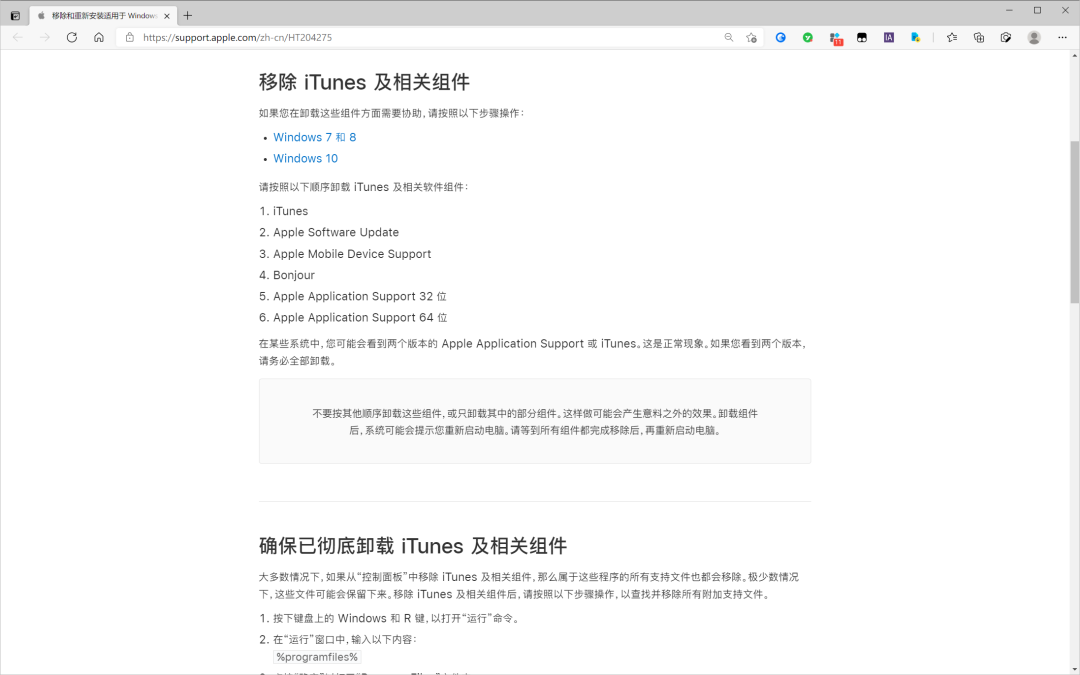 移除和重新安装适用于 Windows
https://support.apple.com/zh-cn/HT204275
11
IA
移除 iTunes 及相关组件
如果您在卸载这些组件方面需要协助,请按照以下步骤操作：
• Windows 7 和 8
• Windows 10
请按照以下顺序卸载 iTunes 及相关软件组件：
1. iTunes
2. Apple Software Update
3. Apple Mobile Device Support
4. Bonjour
5. Apple Application Support 32 位
6. Apple Application Support 64 位
在某些系统中,您可能会看到两个版本的 Apple Application Support 或 iTunes。这是正常现象。如果您看到两个版本,
请务必全部卸载。
不要按其他顺序卸载这些组件,或只卸载其中的部分组件。这样做可能会产生意料之外的效果。卸载组件
后,系统可能会提示您重新启动电脑。请等到所有组件都完成移除后,再重新启动电脑。
确保已彻底卸载 iTunes 及相关组件
大多数情况下,如果从“控制面板”中移除 iTunes 及相关组件,那么属于这些程序的所有支持文件也都会移除。极少数情况
下,这些文件可能会保留下来。移除 iTunes 及相关组件后,请按照以下步骤操作,以查找并移除所有附加支持文件。
1. 按下键盘上的 Windows 和 R 键,以打开“运行”命令。
2. 在“运行”窗口中,输入以下内容：
%programfiles%